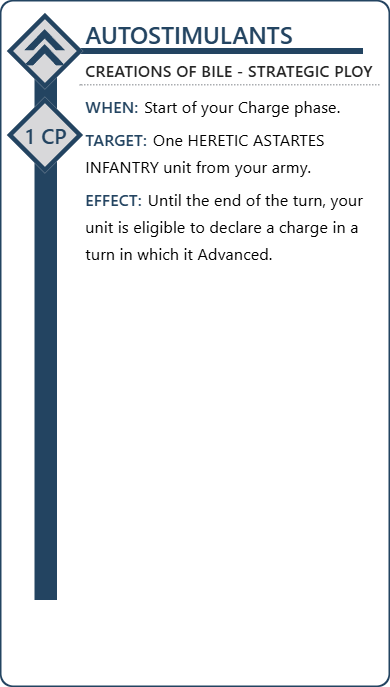 AUTOSTIMULANTS
CREATIONS OF BILE - STRATEGIC PLOY
WHEN: Start of your Charge phase.
1 CP
TARGET: One HERETIC ASTARTES
INFANTRY unit from your army.
EFFECT: Until the end of the turn, your
unit is eligible to declare a charge in a
turn in which it Advanced.